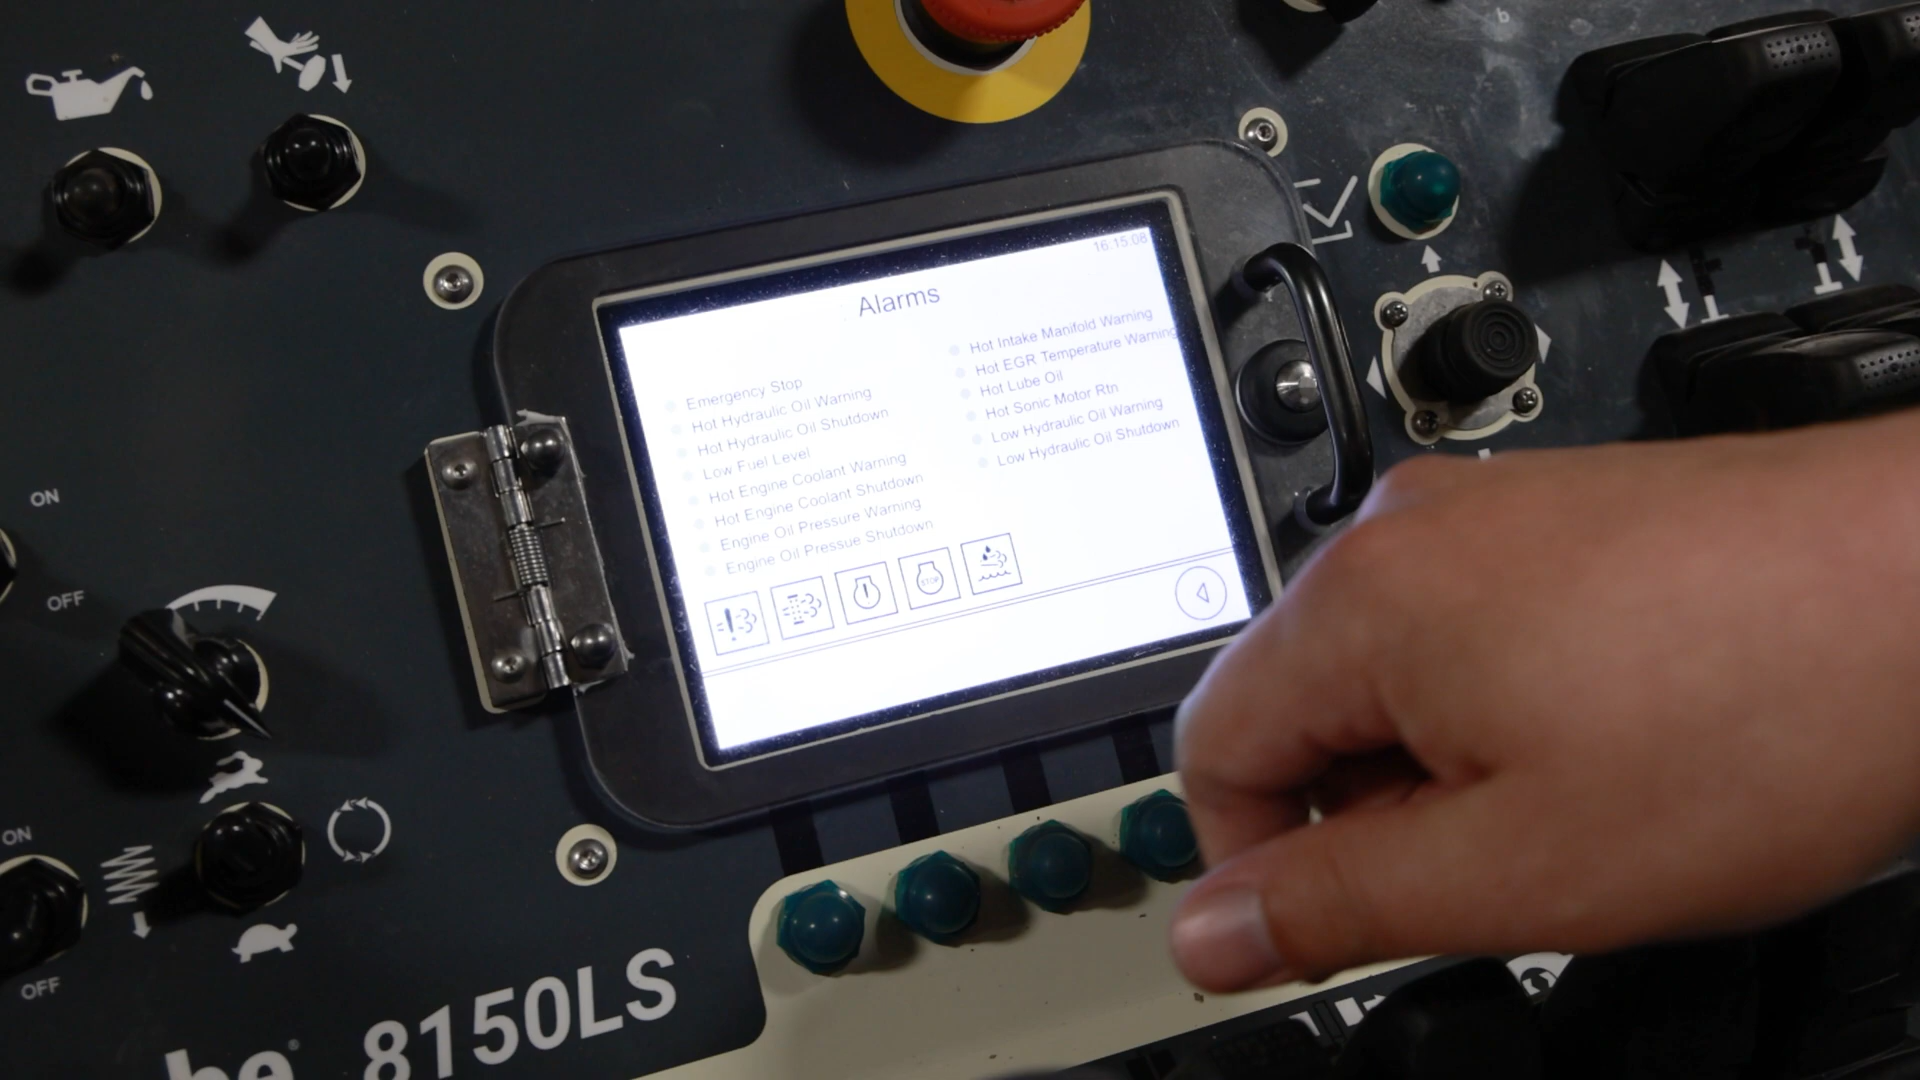 16:15:08
Alarms
Emergency Stop
Hot Hydraulic Oil Warning
Hot Hydraulic Oil Shutdown
Low Fuel Level
Hot Engine Coolant Warning
Hot Engine Coolant Shutdown
Engine Oil Pressure Warning
Engine Oil Pressue Shutdown
Hot Intake Manifold Warning
Hot EGR Temperature Warning
Hot Lube Oil
Hot Sonic Motor Rtn
Low Hydraulic Oil Warning
Low Hydraulic Oil Shutdown
STOP
ON
OFF
ON
OFF
8150LS